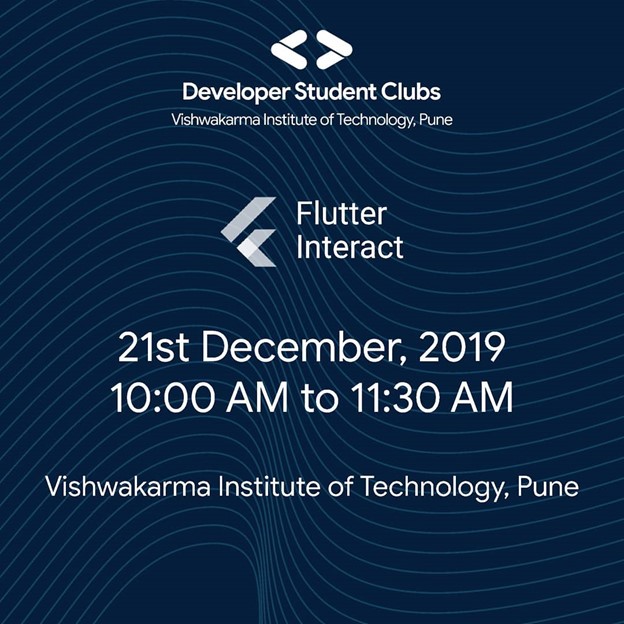 Developer Student Clubs
Vishwakarma Institute of Technology, Pune
Flutter
Interact
21st December, 2019
10:00 AM to 11:30 AM
Vishwakarma Institute of Technology, Pune